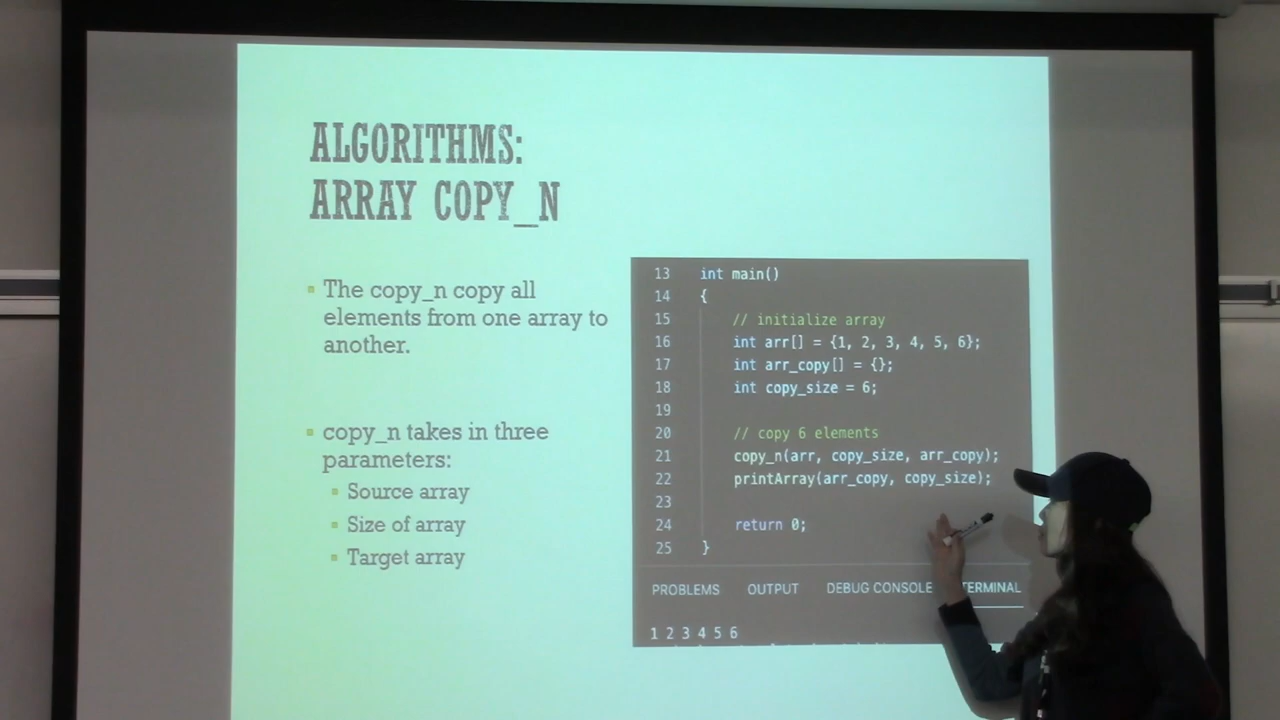 ALGORITHMS:
ARRAY COPY_N
The copy_n copy all
elements from one array to
another.
copy_n takes in three
parameters:
Source array
Size of array
Target array
13 int main()
14 {
15 // initialize array
16 int arr[] = {1, 2, 3, 4, 5, 6};
17 int arr_copy[] = {};
18 int copy_size = 6;
19
20 // copy 6 elements
21 copy_n(arr, copy_size, arr_copy);
22 printArray(arr_copy, copy_size);
23
24 return 0;
25 }
PROBLEMS OUTPUT DEBUG CONSOLE TERMINAL
1 2 3 4 5 6